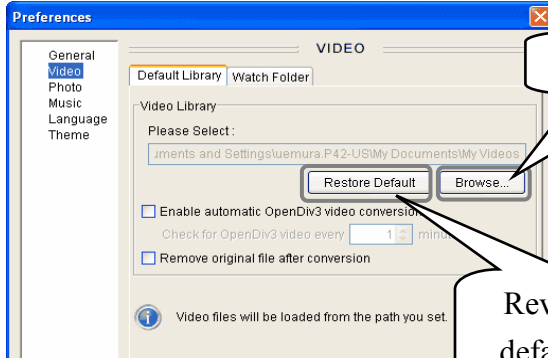 Preferences
General
Video
Photo
Music
Language
Theme
VIDEO
Default Library Watch Folder
Video Library
Please Select :
uments and Settings\uemura.P42-US\My Documents\My Videos
Restore Default Browse...
Enable automatic OpenDiv3 video conversion
Check for OpenDiv3 video every 1
Remove original file after conversion
Video files will be loaded from the path you set.